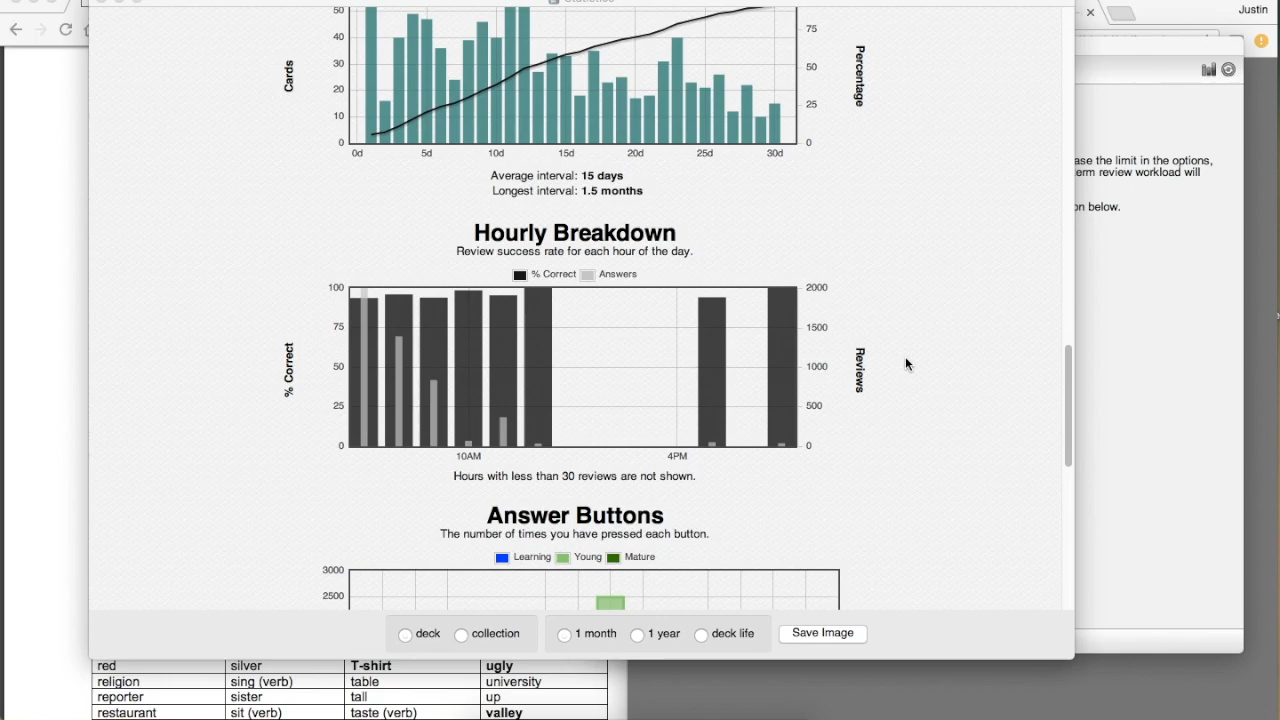 Justin
50
40
30
20
10
0
Cards
75
50
25
0
Percentage
0d 5d 10d 15d 20d 25d 30d
Average interval: 15 days
Longest interval: 1.5 months
ase the limit in the options,
erm review workload will
on below.
Hourly Breakdown
Review success rate for each hour of the day.
% Correct Answers
100
75
50
25
0
% Correct
2000
1500
1000
500
0
Reviews
10AM 4PM
Hours with less than 30 reviews are not shown.
Answer Buttons
The number of times you have pressed each button.
Learning Young Mature
3000
2500
deck collection 1 month 1 year deck life Save Image
red silver T-shirt ugly
religion sing (verb) table university
reporter sister tall up
restaurant sit (verb) taste (verb) valley